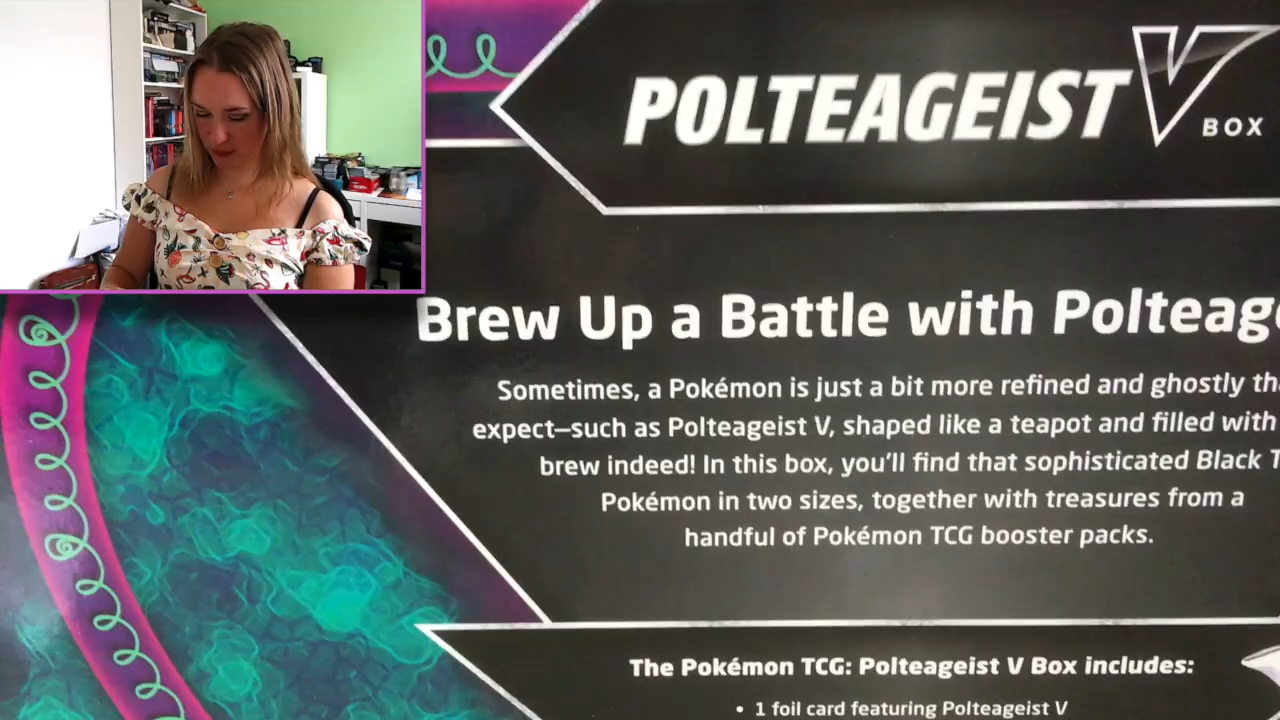 POLTEAGEIST V BOX
Brew Up a Battle with
Sometimes, a Pokémon is just a bit more refined and ghostly
expect—such as Polteageist V, shaped like a teapot and filled with
brew indeed! In this box, you'll find that sophisticated Black
Pokémon in two sizes, together with treasures from a
handful of Pokémon TCG booster packs.
The Pokémon TCG: Polteageist V Box includes:
• 1 foil card featuring Polteageist V